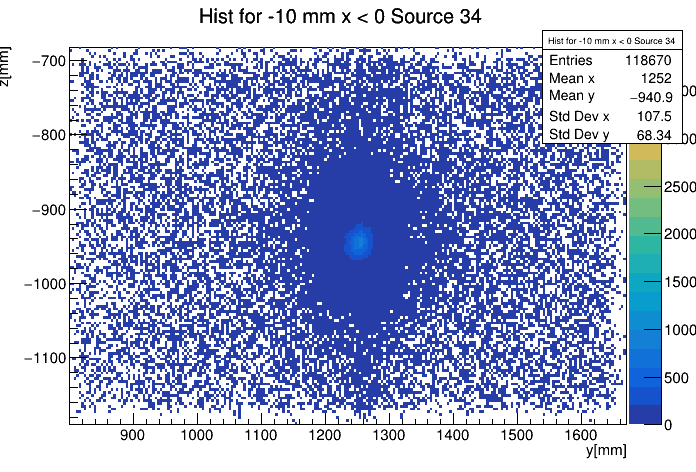 Hist for -10 mm x < 0 Source 34
Hist for -10 mm x < 0 Source 34
Entries 118670
Mean x 1252
Mean y −940.9
Std Dev x 107.5
Std Dev y 68.34
z[mm]
−700
−800
−900
−1000
−1100
900 1000 1100 1200 1300 1400 1500 1600
y[mm]
2500
2000
1500
1000
500
0